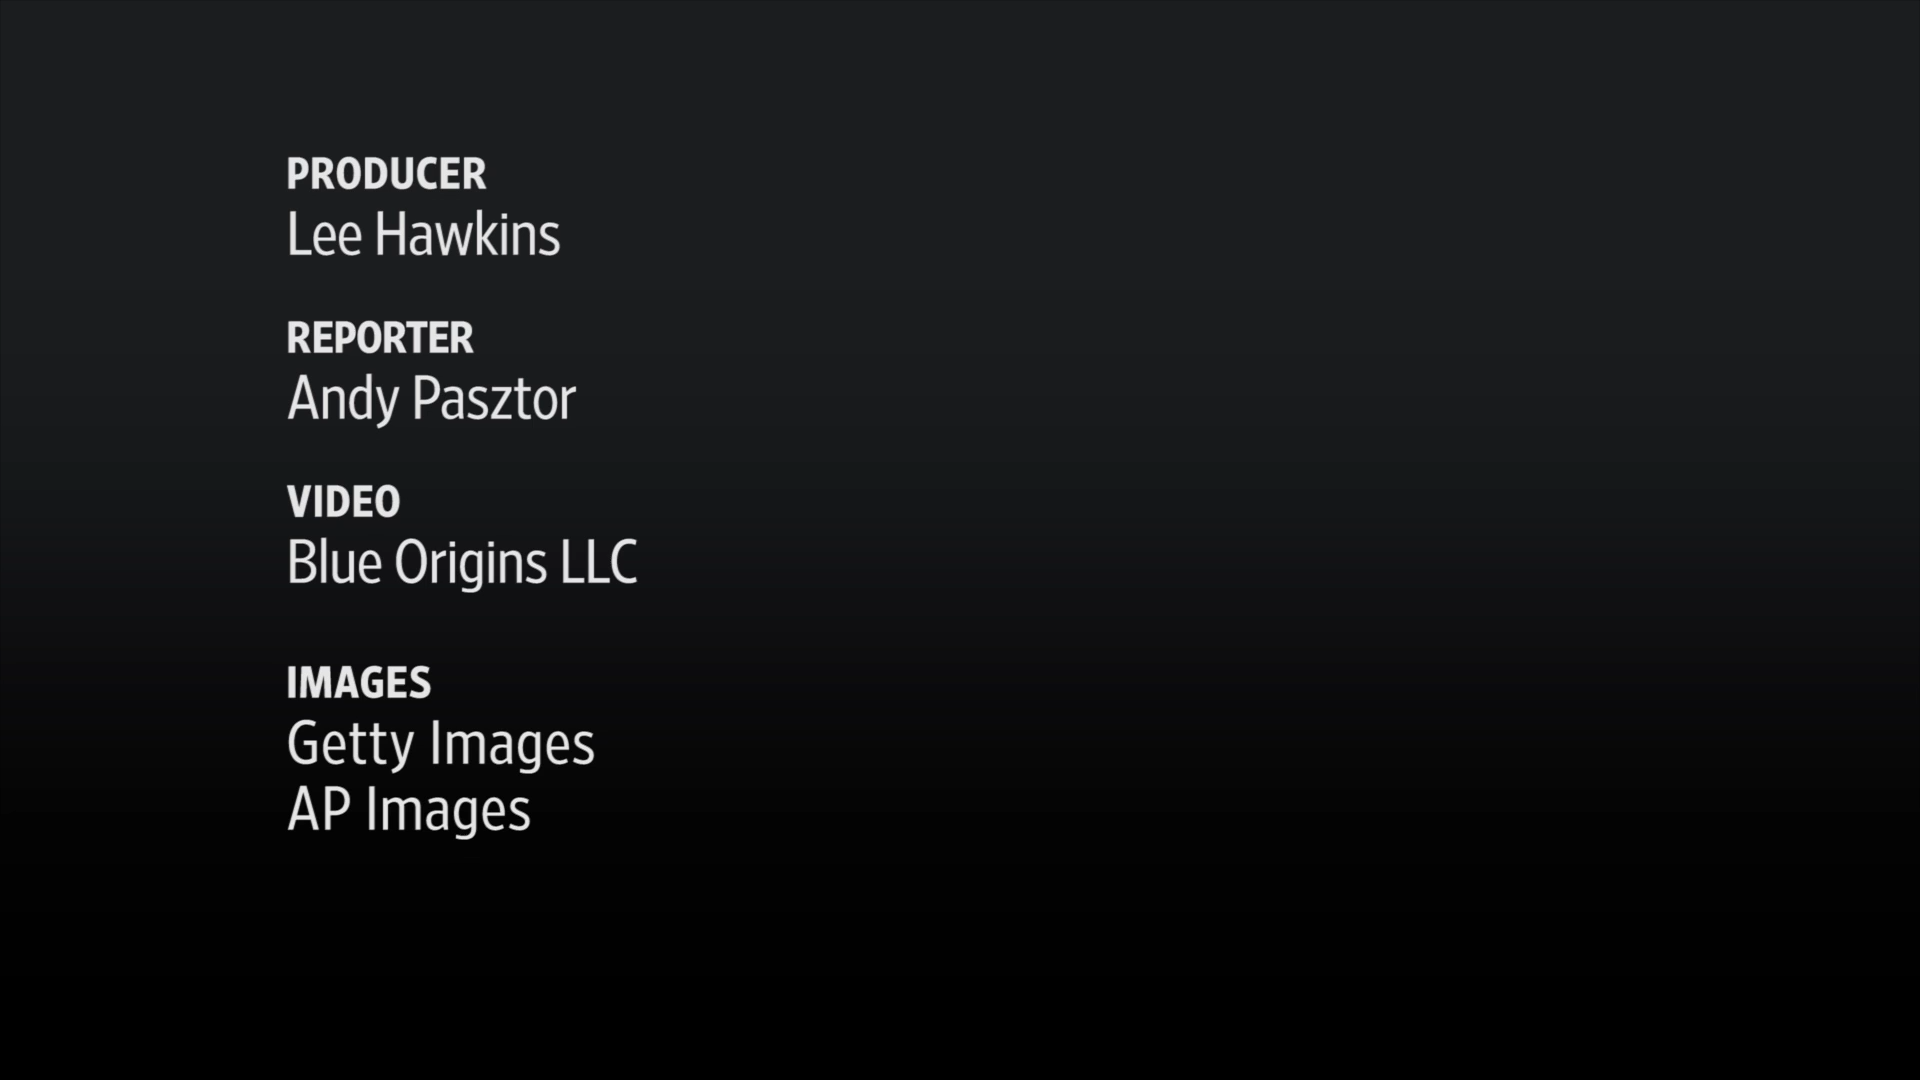 PRODUCER
Lee Hawkins
REPORTER
Andy Pasztor
VIDEO
Blue Origins LLC
IMAGES
Getty Images
AP Images